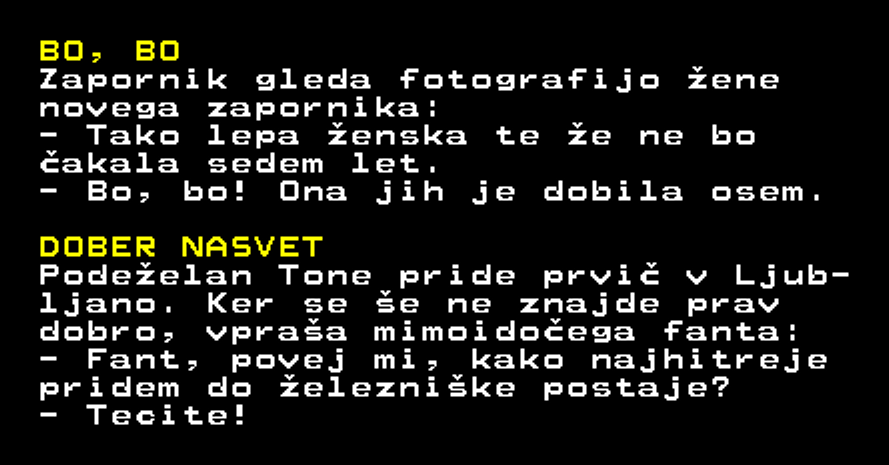 BO, BO
Zapornik gleda fotografijo žene
novega zapornika:
- Tako lepa ženska te že ne bo
čakala sedem let.
- Bo, bo! Ona jih je dobila osem.
DOBER NASVET
Podeželan Tone pride prvič v Ljub-
ljano. Ker se še ne znajde prav
dobro, vpraša mimoidočega fanta:
- Fant, povej mi, kako najhitreje
pridem do železniške postaje?
- Tecite!